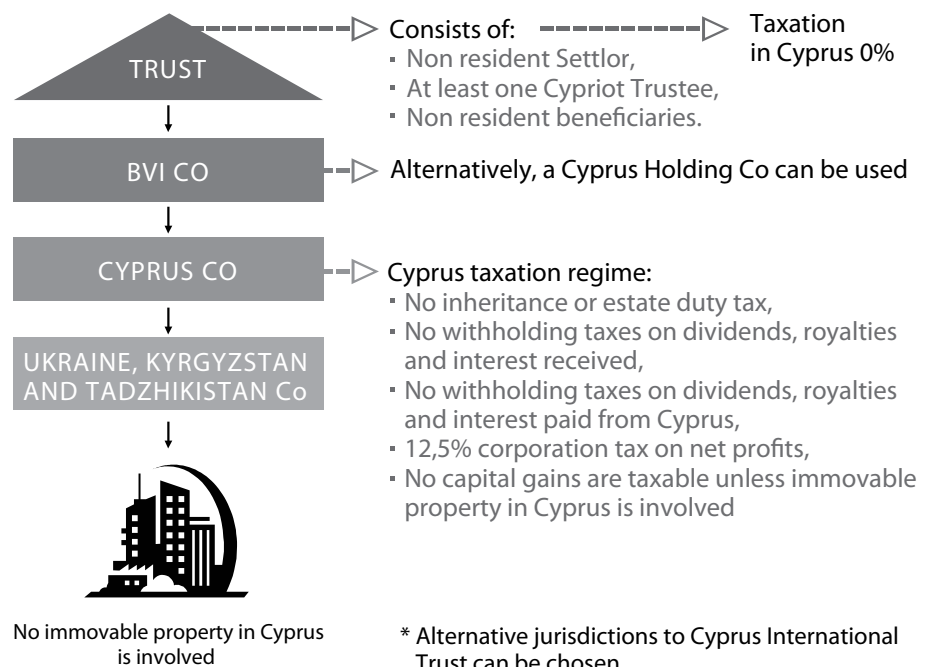 TRUST
Consists of:
▪ Non resident Settlor,
▪ At least one Cypriot Trustee,
▪ Non resident beneficiaries.
Taxation
in Cyprus 0%
BVI CO
Alternatively, a Cyprus Holding Co can be used
CYPRUS CO
Cyprus taxation regime:
▪ No inheritance or estate duty tax,
▪ No withholding taxes on dividends, royalties
and interest received,
▪ No withholding taxes on dividends, royalties
and interest paid from Cyprus,
▪ 12,5% corporation tax on net profits,
▪ No capital gains are taxable unless immovable
property in Cyprus is involved
UKRAINE, KYRGYZSTAN
AND TADZHIKISTAN Co
No immovable property in Cyprus
is involved
* Alternative jurisdictions to Cyprus International
Trust can be chosen